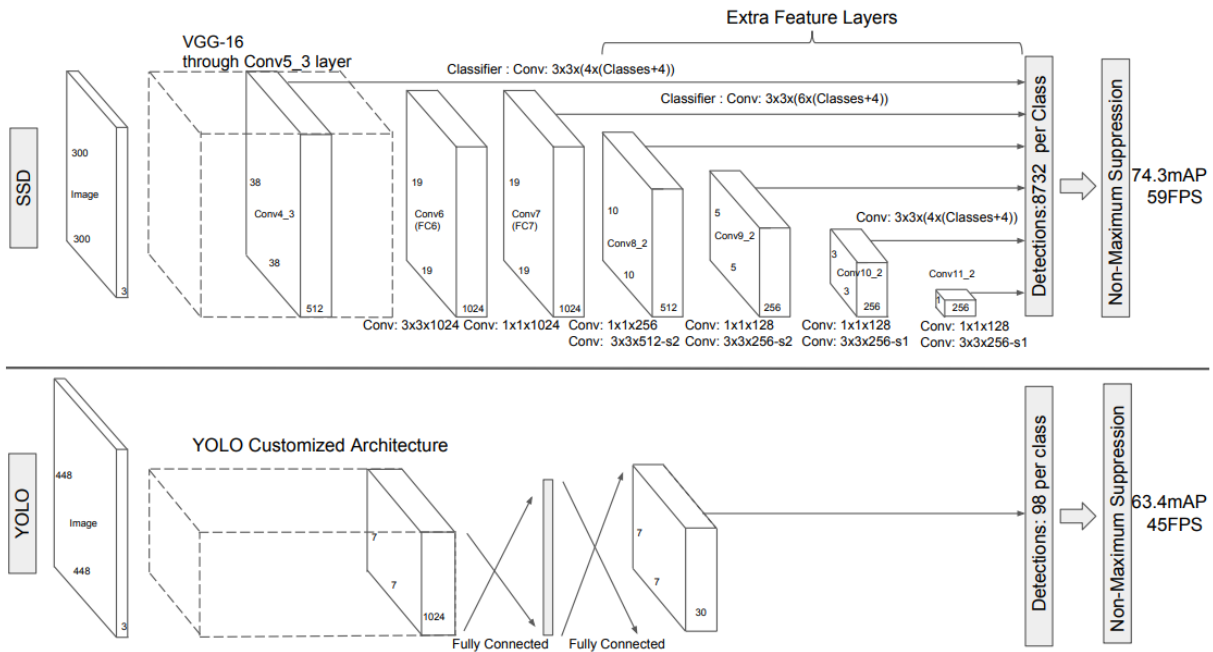 Extra Feature Layers
VGG-16
through Conv5_3 layer
Classifier : Conv: 3x3x(4x(Classes+4))
Classifier : Conv: 3x3x(6x(Classes+4))
SSD
300
Image
300
3
38
Conv4_3
38
512
19
Conv6
(FC6)
19
1024
19
Conv7
(FC7)
19
1024
10
Conv8_2
10
512
5
Conv9_2
5
256
Conv: 3x3x(4x(Classes+4))
3
Conv10_2
3
256
Conv11_2
1
256
Detections:8732 per Class
Non-Maximum Suppression
74.3mAP
59FPS
Conv: 3x3x1024
Conv: 1x1x1024
Conv: 1x1x256
Conv: 3x3x512-s2
Conv: 1x1x128
Conv: 3x3x256-s2
Conv: 1x1x128
Conv: 3x3x256-s1
Conv: 1x1x128
Conv: 3x3x256-s1
YOLO
448
Image
448
3
YOLO Customized Architecture
7
7
1024
Fully Connected
Fully Connected
7
7
30
Detections: 98 per class
Non-Maximum Suppression
63.4mAP
45FPS